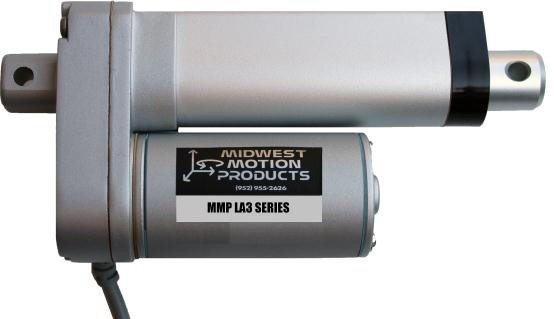 MIDWEST
MOTION
PRODUCTS
(952) 955-2626
MMP LA3 SERIES